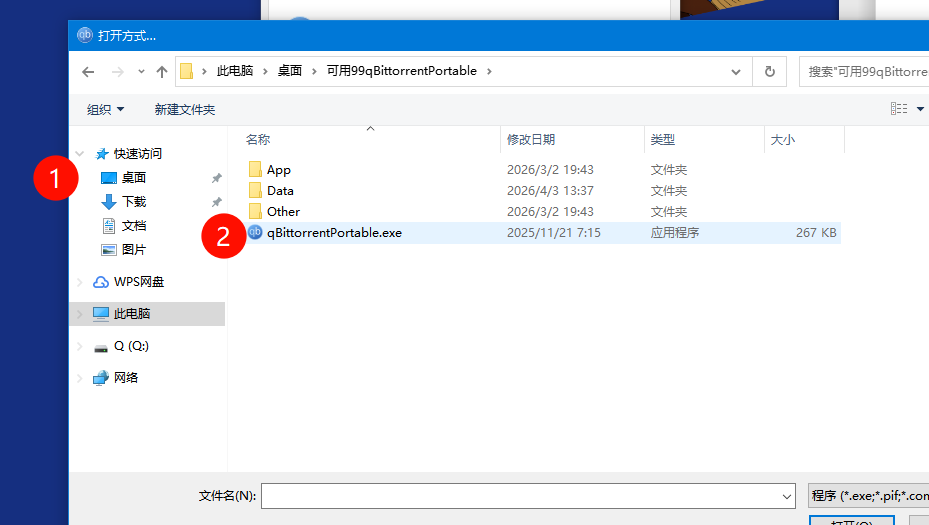 打开方式...
此电脑 › 桌面 › 可用99qBittorrentPortable ›
搜索"可用99qBittorre
组织 新建文件夹
名称 修改日期 类型 大小
快速访问
1 桌面
下载
文档
图片
WPS网盘
此电脑
Q (Q:)
网络
App 2026/3/2 19:43 文件夹
Data 2026/4/3 13:37 文件夹
Other 2026/3/2 19:43 文件夹
2 qb qBittorrentPortable.exe 2025/11/21 7:15 应用程序 267 KB
文件名(N): 程序 (*.exe;*.pif;*.com
打开(O)